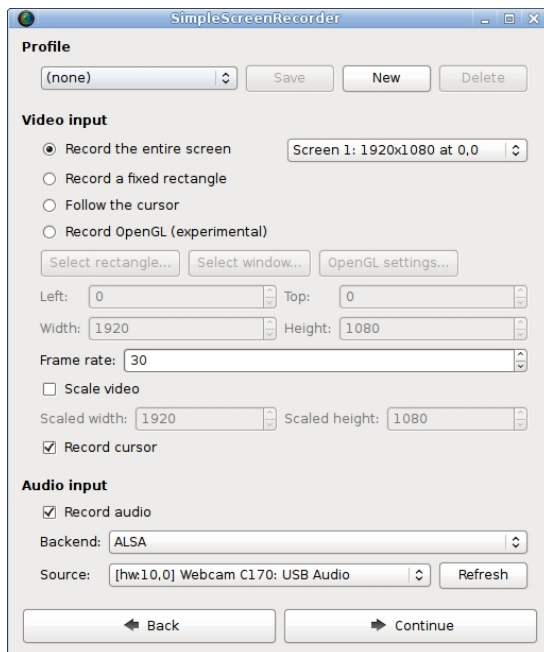 SimpleScreenRecorder
Profile
(none) Save New Delete
Video input
Record the entire screen Screen 1: 1920x1080 at 0,0
Record a fixed rectangle
Follow the cursor
Record OpenGL (experimental)
Select rectangle... Select window... OpenGL settings...
Left: 0 Top: 0
Width: 1920 Height: 1080
Frame rate: 30
Scale video
Scaled width: 1920 Scaled height: 1080
Record cursor
Audio input
Record audio
Backend: ALSA
Source: [hw:10,0] Webcam C170: USB Audio Refresh
Back Continue